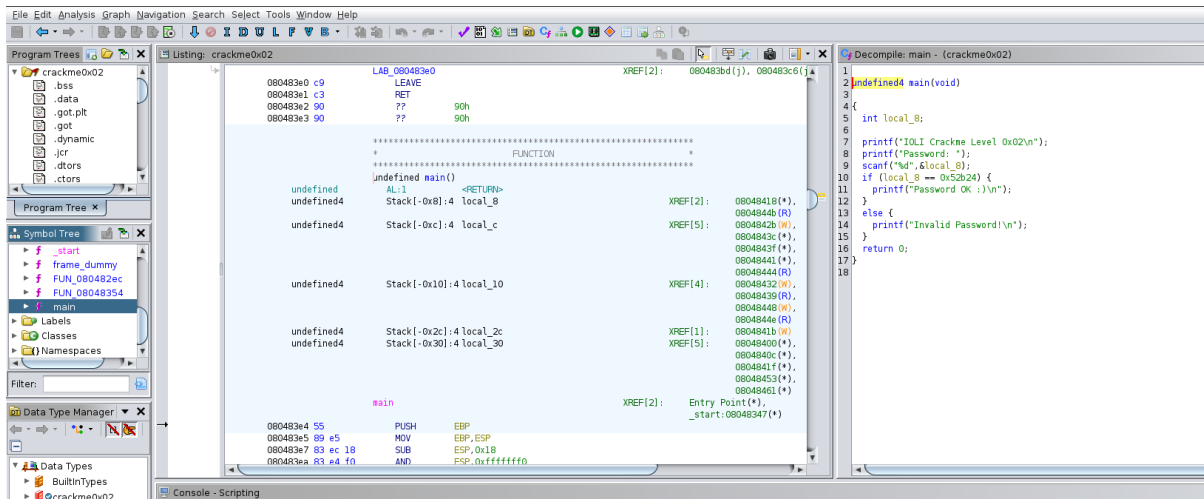 File Edit Analysis Graph Navigation Search Select Tools Window Help
I D U L F V B
Program Trees
crackme0x02
.bss
.data
.got.plt
.got
.dynamic
.jcr
.dtors
.ctors
Program Tree ×
Symbol Tree
f _start
f frame_dummy
f FUN_080482ec
f FUN_08048354
f main
Labels
Classes
Namespaces
Filter:
Data Type Manager
Data Types
BuiltInTypes
crackme0x02
Listing: crackme0x02
LAB_080483e0 XREF[2]: 080483bd(j), 080483c6(j
080483e0 c9 LEAVE
080483e1 c3 RET
080483e2 90 ?? 90h
080483e3 90 ?? 90h
**************************************************************
* FUNCTION *
**************************************************************
undefined main()
undefined AL:1 <RETURN>
undefined4 Stack[-0x8]:4 local_8 XREF[2]: 08048418(*),
0804844b(R)
undefined4 Stack[-0xc]:4 local_c XREF[5]: 0804842b(W),
0804843c(*),
0804843f(*),
08048441(*),
08048444(R)
undefined4 Stack[-0x10]:4 local_10 XREF[4]: 08048432(W),
08048439(R),
08048448(W),
0804844e(R)
undefined4 Stack[-0x2c]:4 local_2c XREF[1]: 0804841b(W)
undefined4 Stack[-0x30]:4 local_30 XREF[5]: 08048400(*),
0804840c(*),
0804841f(*),
08048453(*),
08048461(*)
main XREF[2]: Entry Point(*),
_start:08048347(*)
080483e4 55 PUSH EBP
080483e5 89 e5 MOV EBP,ESP
080483e7 83 ec 18 SUB ESP,0x18
080483ea 83 e4 f0 AND ESP,0xfffffff0
Console - Scripting
Decompile: main - (crackme0x02)
1
2 undefined4 main(void)
3
4 {
5 int local_8;
6
7 printf("IOLI Crackme Level 0x02\n");
8 printf("Password: ");
9 scanf("%d",&local_8);
10 if (local_8 == 0x52b24) {
11 printf("Password OK :)\n");
12 }
13 else {
14 printf("Invalid Password!\n");
15 }
16 return 0;
17 }
18